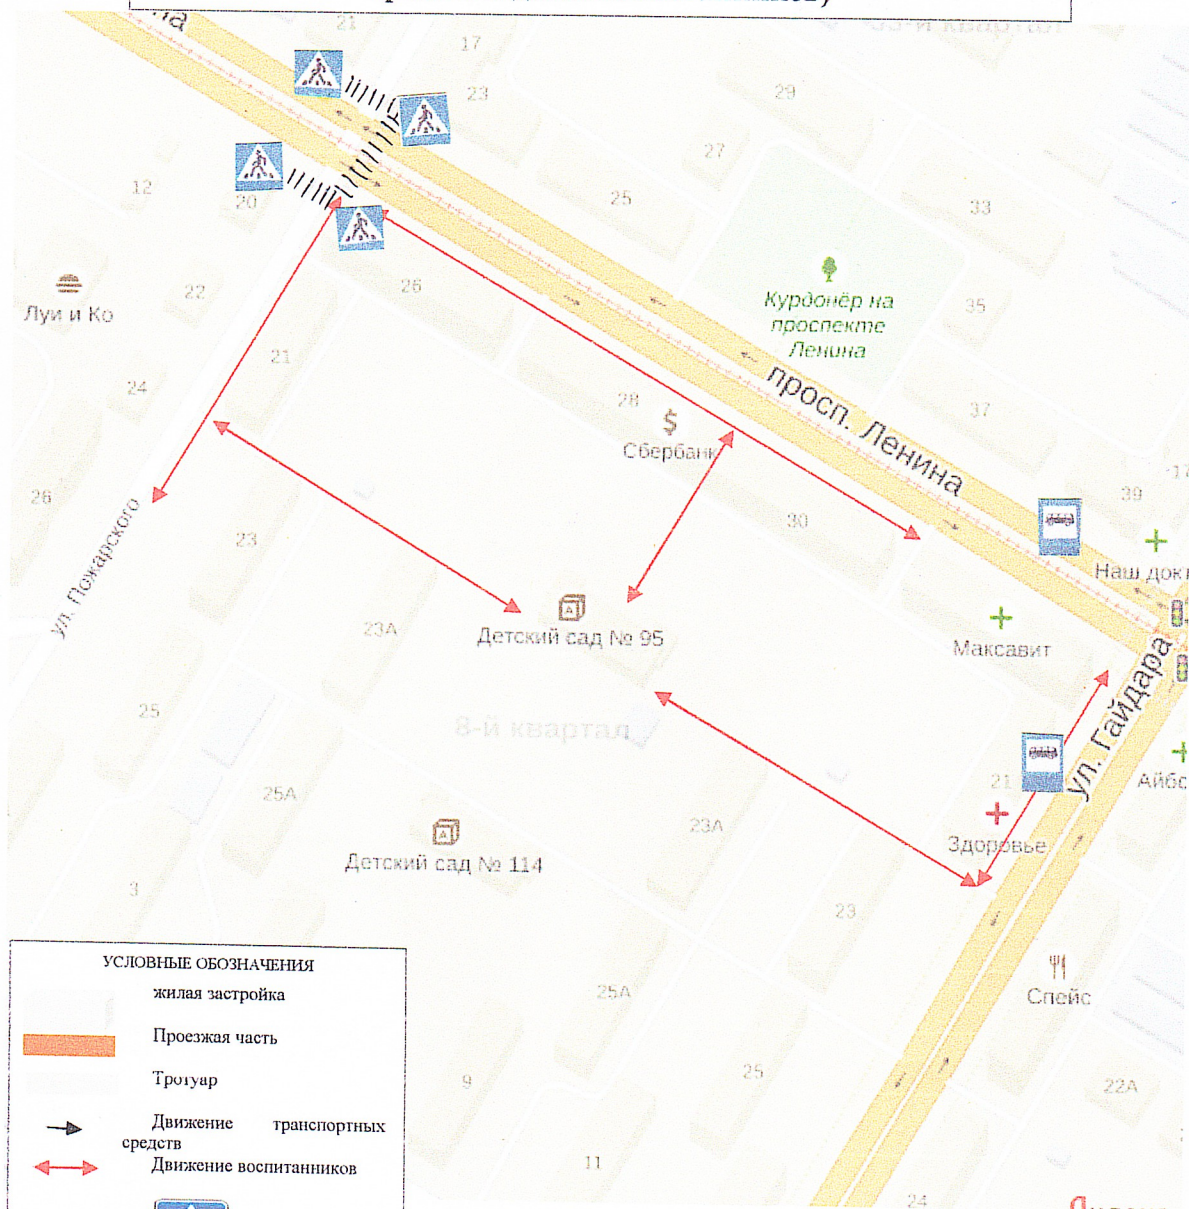 21
17
23
29
27
25
12
20
33
Луи и Ко
22
26
Курдонёр на
проспекте
Ленина
35
21
24
28
Сбербанк
просп. Ленина
37
26
39
30
ул. Пожарского
23
Наш докт
23А
Детский сад № 95
Максавит
25
8-й квартал
ул. Гайдара
21
Айбо
25А
23А
Здоровье
Детский сад № 114
3
23
УСЛОВНЫЕ ОБОЗНАЧЕНИЯ
жилая застройка
Проезжая часть
Тротуар
Движение транспортных
средств
Движение воспитанников
25А
Спейс
9
25
22А
11
24